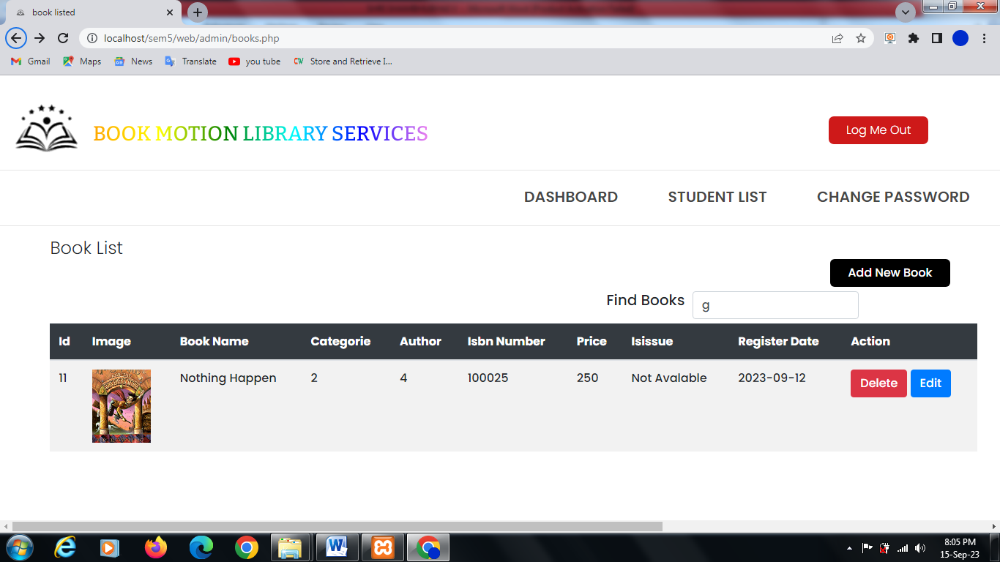 book listed
localhost/sem5/web/admin/books.php
Gmail Maps News Translate you tube Store and Retrieve I...
BOOK MOTION LIBRARY SERVICES
Log Me Out
DASHBOARD STUDENT LIST CHANGE PASSWORD
Book List
Add New Book
Find Books g
Id Image Book Name Categorie Author Isbn Number Price Isissue Register Date Action
11 Nothing Happen 2 4 100025 250 Not Avalable 2023-09-12 Delete Edit
8:05 PM
15-Sep-23